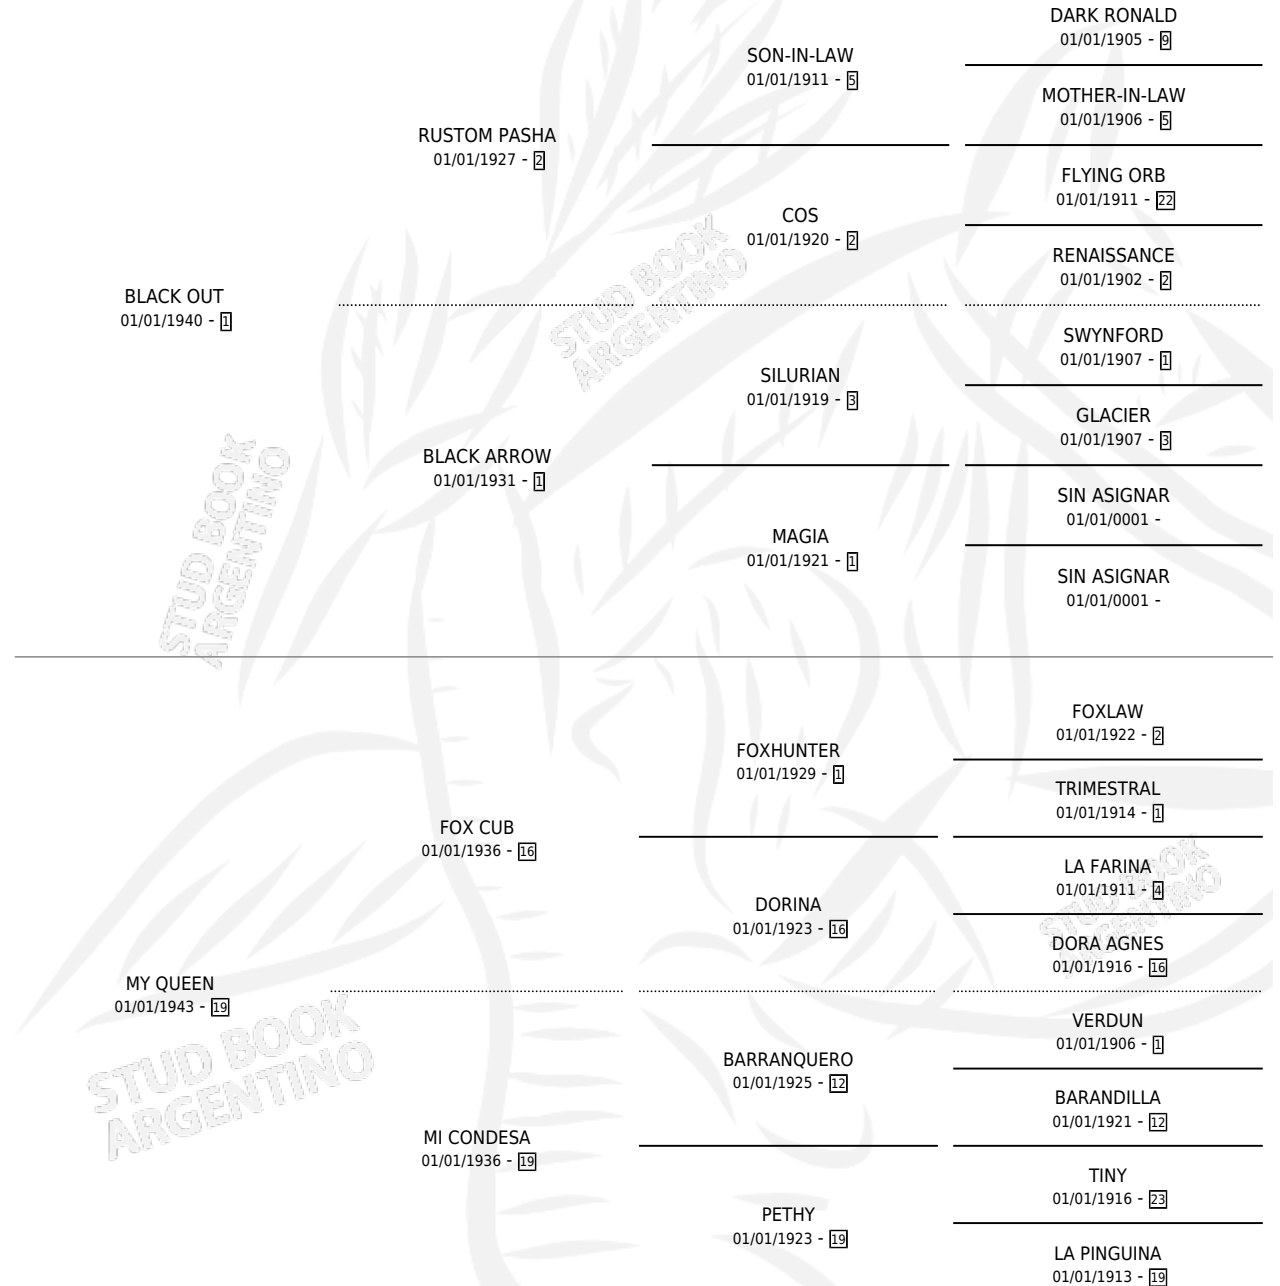 DARK RONALD
01/01/1905 - 9
SON-IN-LAW
01/01/1911 - 5
MOTHER-IN-LAW
01/01/1906 - 5
RUSTOM PASHA
01/01/1927 - 2
FLYING ORB
01/01/1911 - 22
COS
01/01/1920 - 2
RENAISSANCE
01/01/1902 - 2
BLACK OUT
01/01/1940 - 1
STUD BOOK
ARGENTINO
SWYNFORD
01/01/1907 - 1
SILURIAN
01/01/1919 - 3
GLACIER
01/01/1907 - 3
BLACK ARROW
01/01/1931 - 1
SIN ASIGNAR
01/01/0001 -
MAGIA
01/01/1921 - 1
SIN ASIGNAR
01/01/0001 -
STUD BOOK
ARGENTINO
FOXLAW
01/01/1922 - 2
FOXHUNTER
01/01/1929 - 1
TRIMESTRAL
01/01/1914 - 1
FOX CUB
01/01/1936 - 16
LA FARINA
01/01/1911 - 4
DORINA
01/01/1923 - 16
STUD BOOK
ARGENTINO
DORA AGNES
01/01/1916 - 16
MY QUEEN
01/01/1943 - 19
VERDUN
01/01/1906 - 1
BARRANQUERO
01/01/1925 - 12
STUD BOOK
ARGENTINO
BARANDILLA
01/01/1921 - 12
MI CONDESA
01/01/1936 - 19
TINY
01/01/1916 - 23
PETHY
01/01/1923 - 19
LA PINGUINA
01/01/1913 - 19